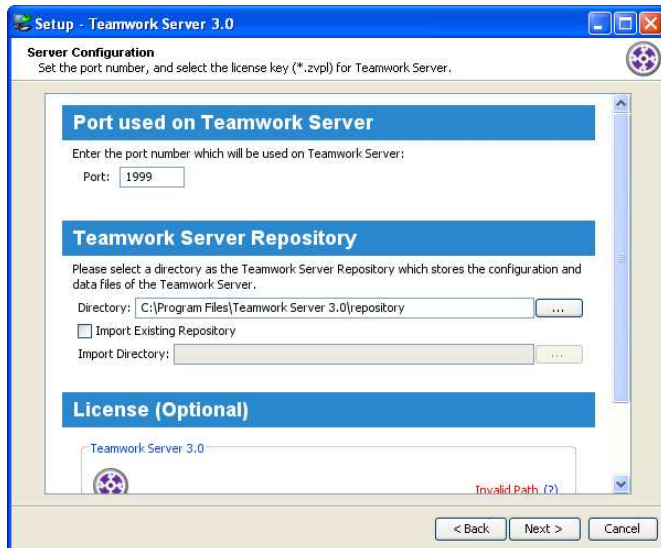 Setup - Teamwork Server 3.0
Server Configuration
Set the port number, and select the license key (*.zvpl) for Teamwork Server.
Port used on Teamwork Server
Enter the port number which will be used on Teamwork Server:
Port: 1999
Teamwork Server Repository
Please select a directory as the Teamwork Server Repository which stores the configuration and
data files of the Teamwork Server.
Directory: C:\Program Files\Teamwork Server 3.0\repository ...
Import Existing Repository
Import Directory: ...
License (Optional)
Teamwork Server 3.0
Invalid Path (?)
< Back Next > Cancel